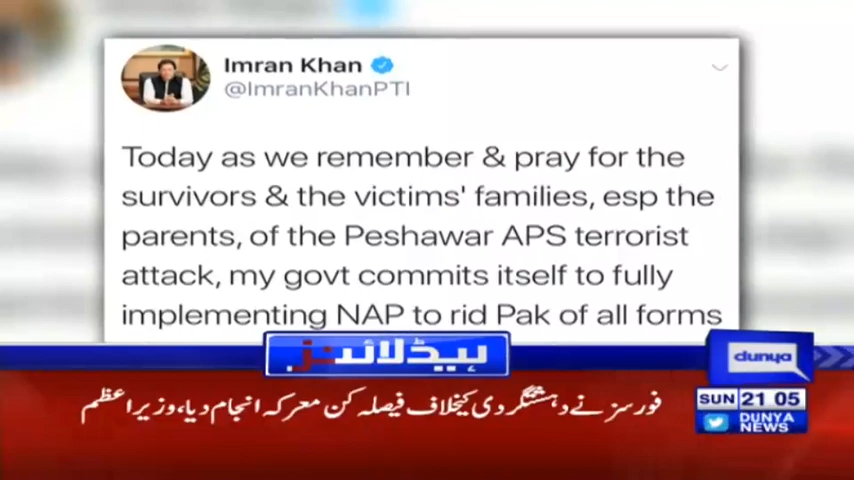 Imran Khan
@ImranKhanPTI
Today as we remember & pray for the
survivors & the victims' families, esp the
parents, of the Peshawar APS terrorist
attack, my govt commits itself to fully
implementing NAP to rid Pak of all forms
ہیڈلائنز
dunya
فورسز نے دہشتگردی کیخلاف فیصلہ کن معرکہ انجام دیا، وزیراعظم
SUN 21 05
DUNYA
NEWS